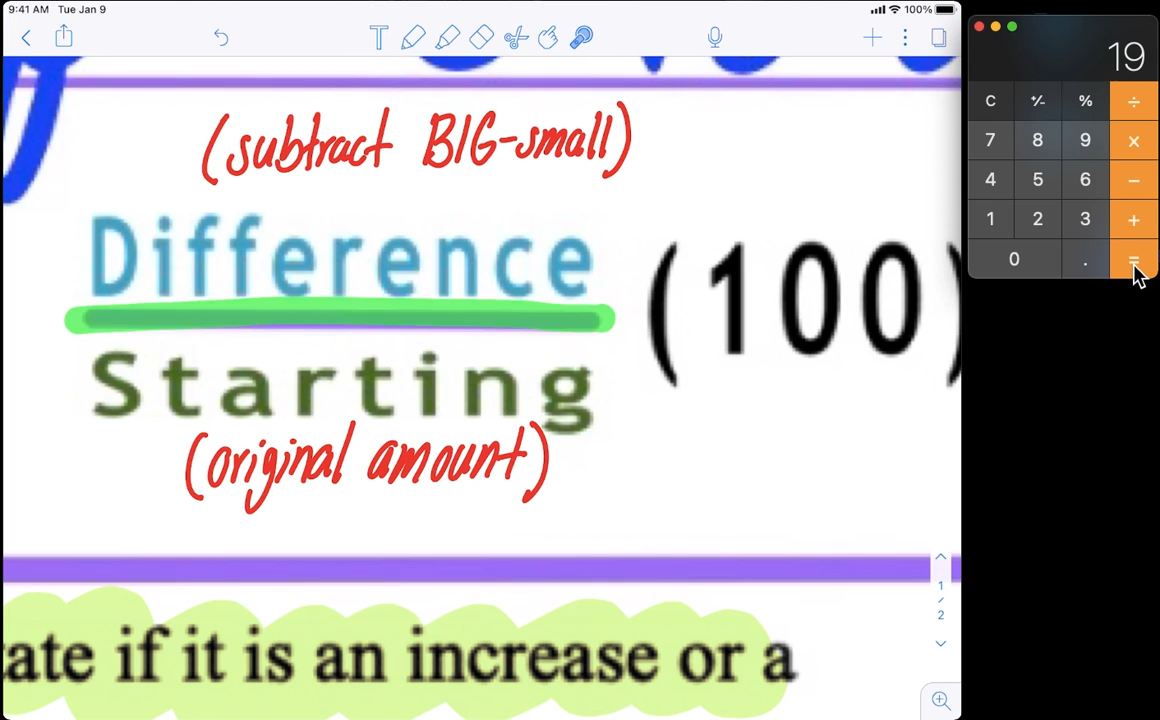 9:41 AM Tue Jan 9
100%
19
(subtract BIG-small)
Difference
(100)
Starting
(original amount)
ate if it is an increase or a
1
2
C +/- % ÷
7 8 9 ×
4 5 6 −
1 2 3 +
0 . =